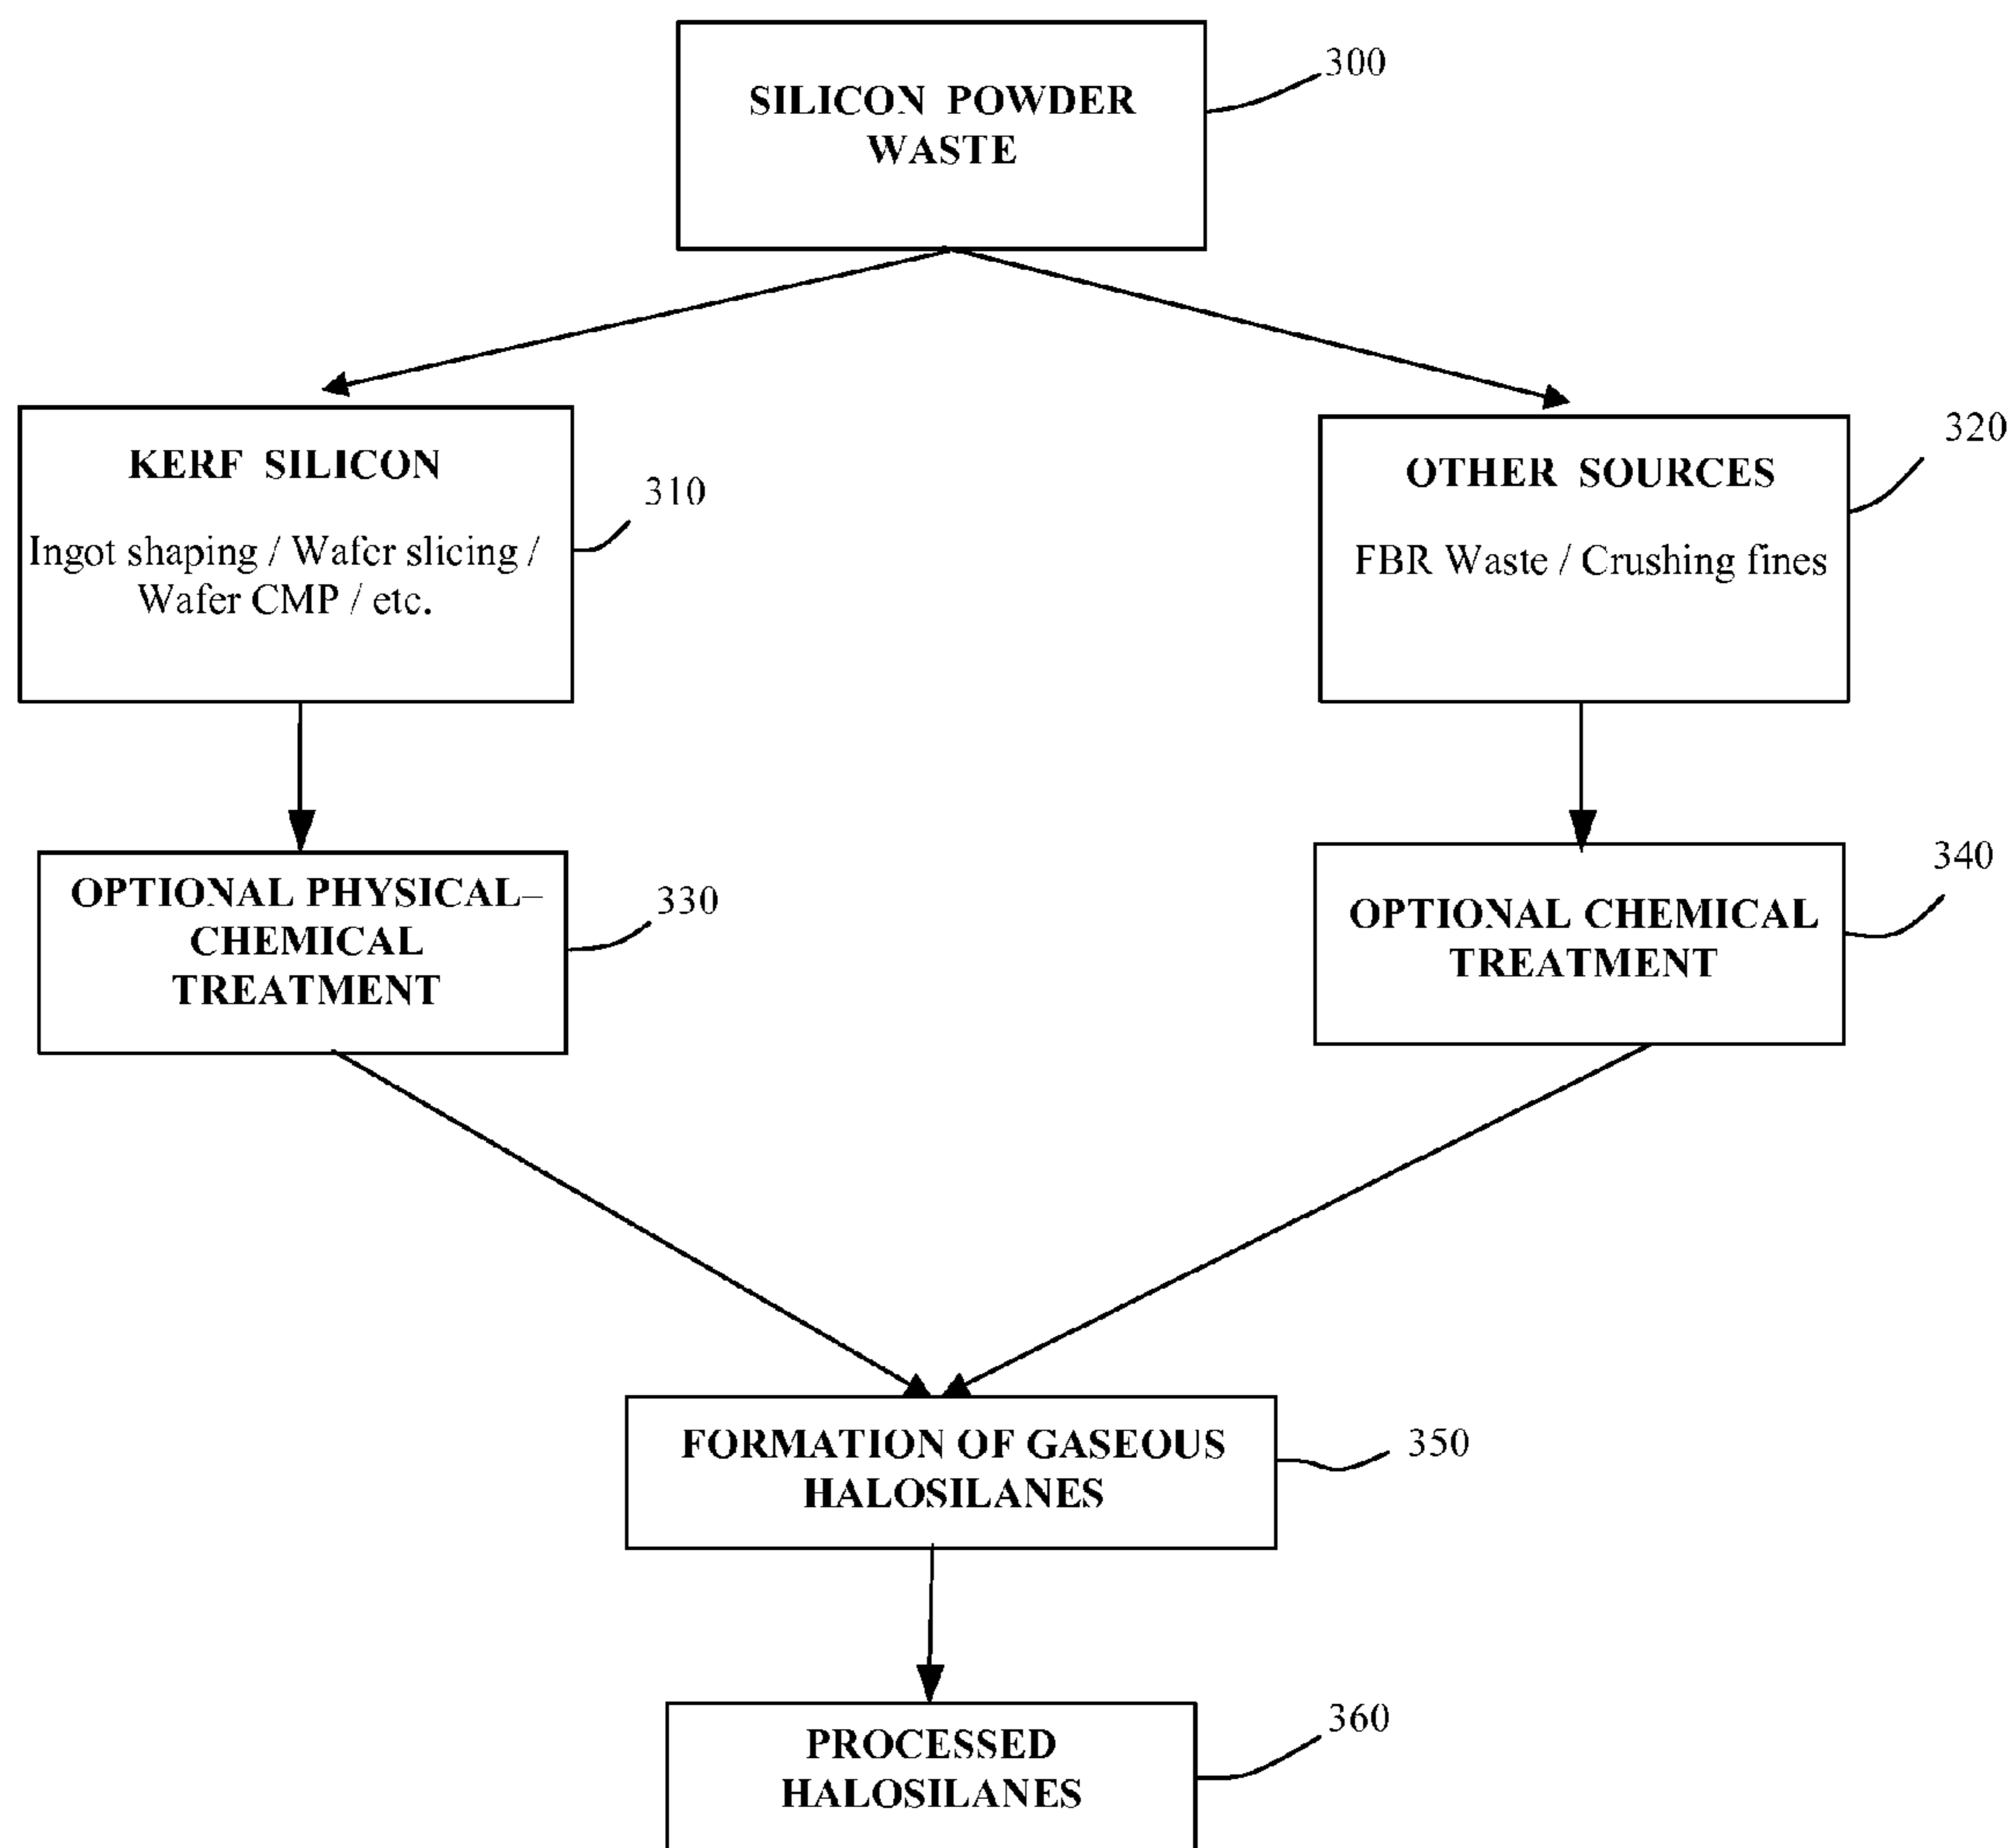 SILICON POWDER
WASTE
300
KERF SILICON
Ingot shaping / Wafer slicing /
Wafer CMP / etc.
310
OTHER SOURCES
FBR Waste / Crushing fines
320
OPTIONAL PHYSICAL–
CHEMICAL
TREATMENT
330
OPTIONAL CHEMICAL
TREATMENT
340
FORMATION OF GASEOUS
HALOSILANES
350
PROCESSED
HALOSILANES
360